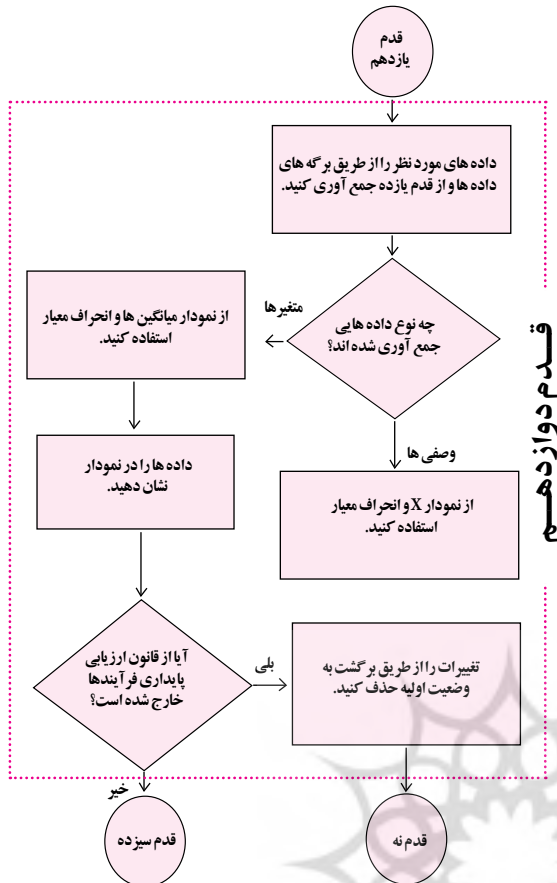 قدم
یازدهم
داده های مورد نظر را از طریق برگه های
داده ها و از قدم یازده جمع آوری کنید.
چه نوع داده هایی
جمع آوری شده اند؟
متغیرها
از نمودار میانگین ها و انحراف معیار
استفاده کنید.
وصفی ها
داده ها را در نمودار
نشان دهید.
از نمودار X و انحراف معیار
استفاده کنید.
قدم دوازدهم
آیا از قانون ارزیابی
پایداری فرآیندها
خارج شده است؟
بلی
تغییرات را از طریق برگشت به
وضعیت اولیه حذف کنید.
خیر
قدم سیزده
قدم نه